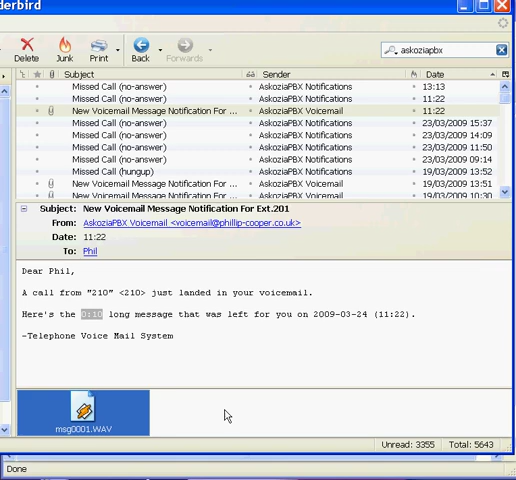 derbird
Delete Junk Print Back Forwards askoziapbx
Subject Sender Date
Missed Call (no-answer) AskoziaPBX Notifications 13:13
Missed Call (no-answer) AskoziaPBX Notifications 11:22
New Voicemail Message Notification For ... AskoziaPBX Voicemail 11:22
Missed Call (no-answer) AskoziaPBX Notifications 23/03/2009 15:37
Missed Call (no-answer) AskoziaPBX Notifications 23/03/2009 14:09
Missed Call (no-answer) AskoziaPBX Notifications 23/03/2009 11:50
Missed Call (no-answer) AskoziaPBX Notifications 23/03/2009 09:14
Missed Call (hungup) AskoziaPBX Notifications 19/03/2009 13:52
New Voicemail Message Notification For ... AskoziaPBX Voicemail 19/03/2009 13:51
New Voicemail Message Notification For ... AskoziaPBX Voicemail 19/03/2009 10:30
Subject: New Voicemail Message Notification For Ext.201
From: AskoziaPBX Voicemail <voicemail@phillip-cooper.co.uk>
Date: 11:22
To: Phil
Dear Phil,
A call from "210" <210> just landed in your voicemail.
Here's the 0:10 long message that was left for you on 2009-03-24 (11:22).
-Telephone Voice Mail System
msg0001.WAV
Unread: 3355 Total: 5643
Done